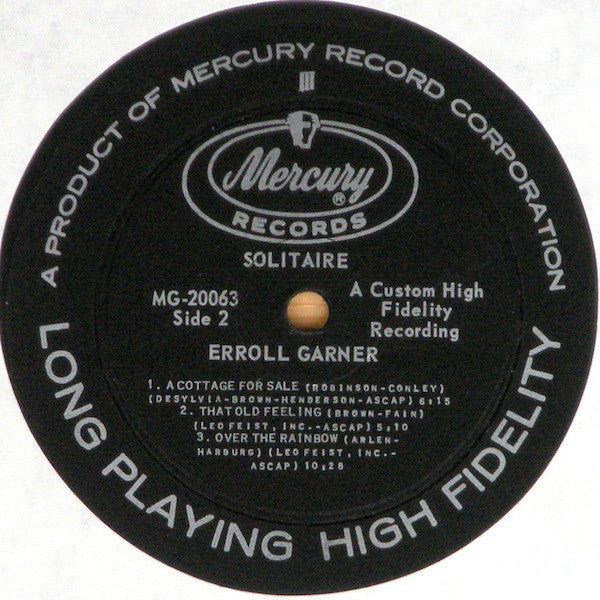 A PRODUCT OF MERCURY RECORD CORPORATION
III
Mercury®
RECORDS
SOLITAIRE
MG-20063
Side 2
A Custom High
Fidelity
Recording
ERROLL GARNER
1. A COTTAGE FOR SALE (ROBINSON-CONLEY)
(DESYLVIA-BROWN-HENDERSON-ASCAP) 6:15
2. THAT OLD FEELING (BROWN-FAIN)
(LEO FEIST, INC.-ASCAP) 5,10
3. OVER THE RAINBOW (ARLEN-
HARBURG) (LEO FEIST, INC.-
ASCAP) 10,28
LONG PLAYING HIGH FIDELITY